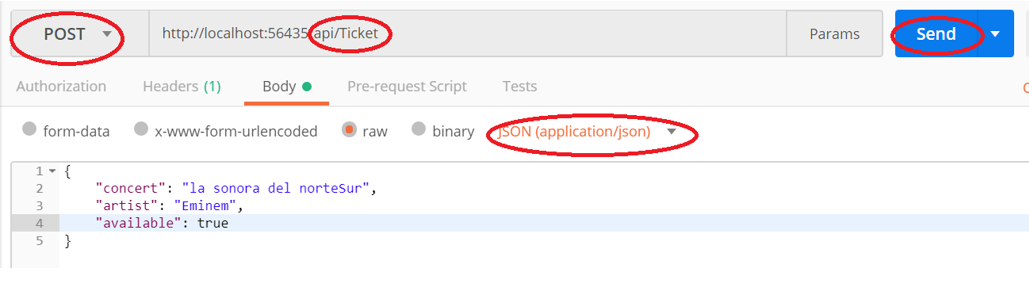 POST http://localhost:56435/api/Ticket Params Send
Authorization Headers (1) Body Pre-request Script Tests
form-data x-www-form-urlencoded raw binary JSON (application/json)
1 {
2 "concert": "la sonora del norteSur",
3 "artist": "Eminem",
4 "available": true
5 }